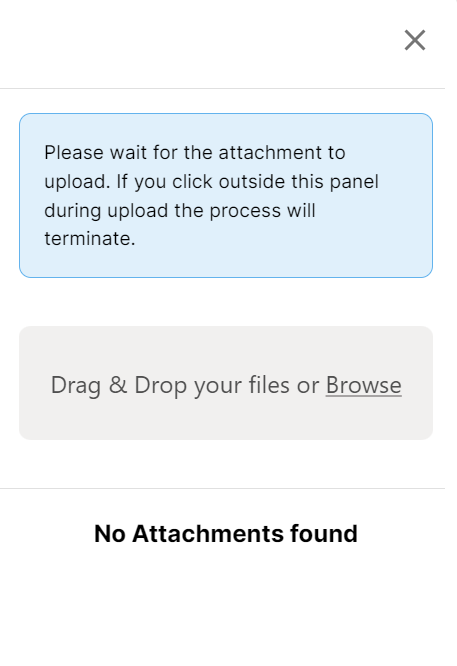 Please wait for the attachment to
upload. If you click outside this panel
during upload the process will
terminate.
Drag & Drop your files or Browse
No Attachments found